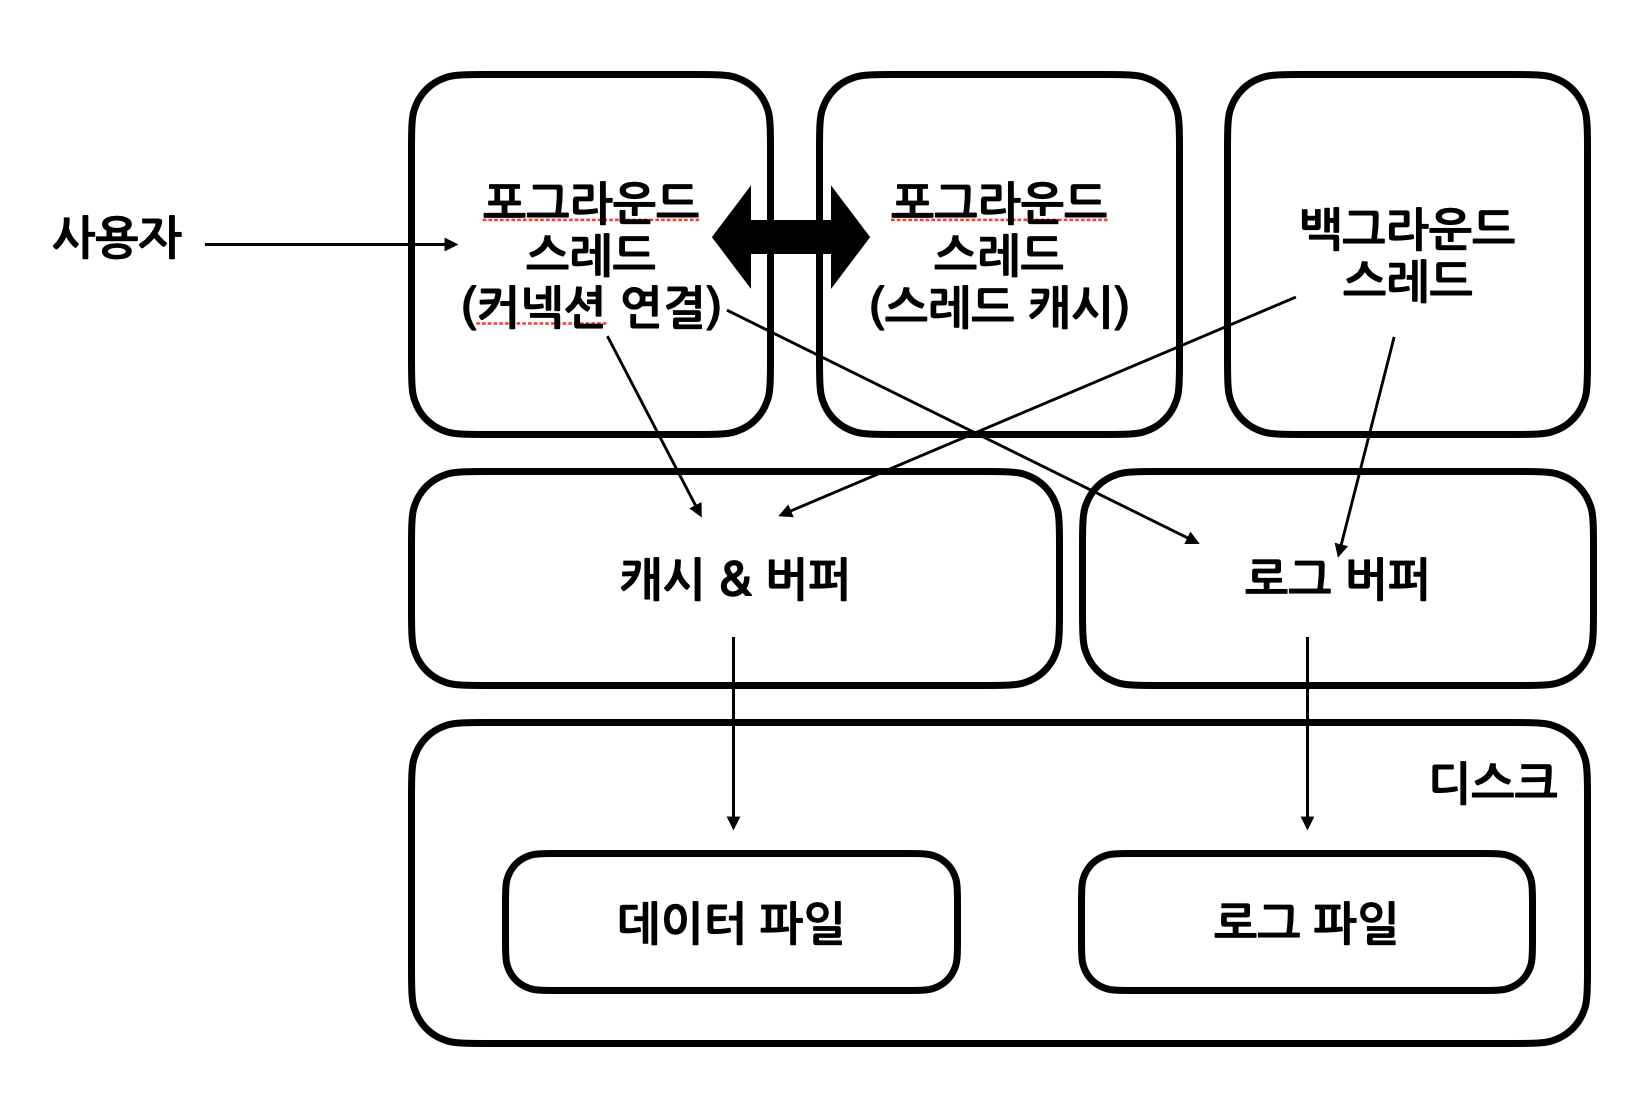 사용자
포그라운드
스레드
(커넥션 연결)
포그라운드
스레드
(스레드 캐시)
백그라운드
스레드
캐시 & 버퍼
로그 버퍼
디스크
데이터 파일
로그 파일